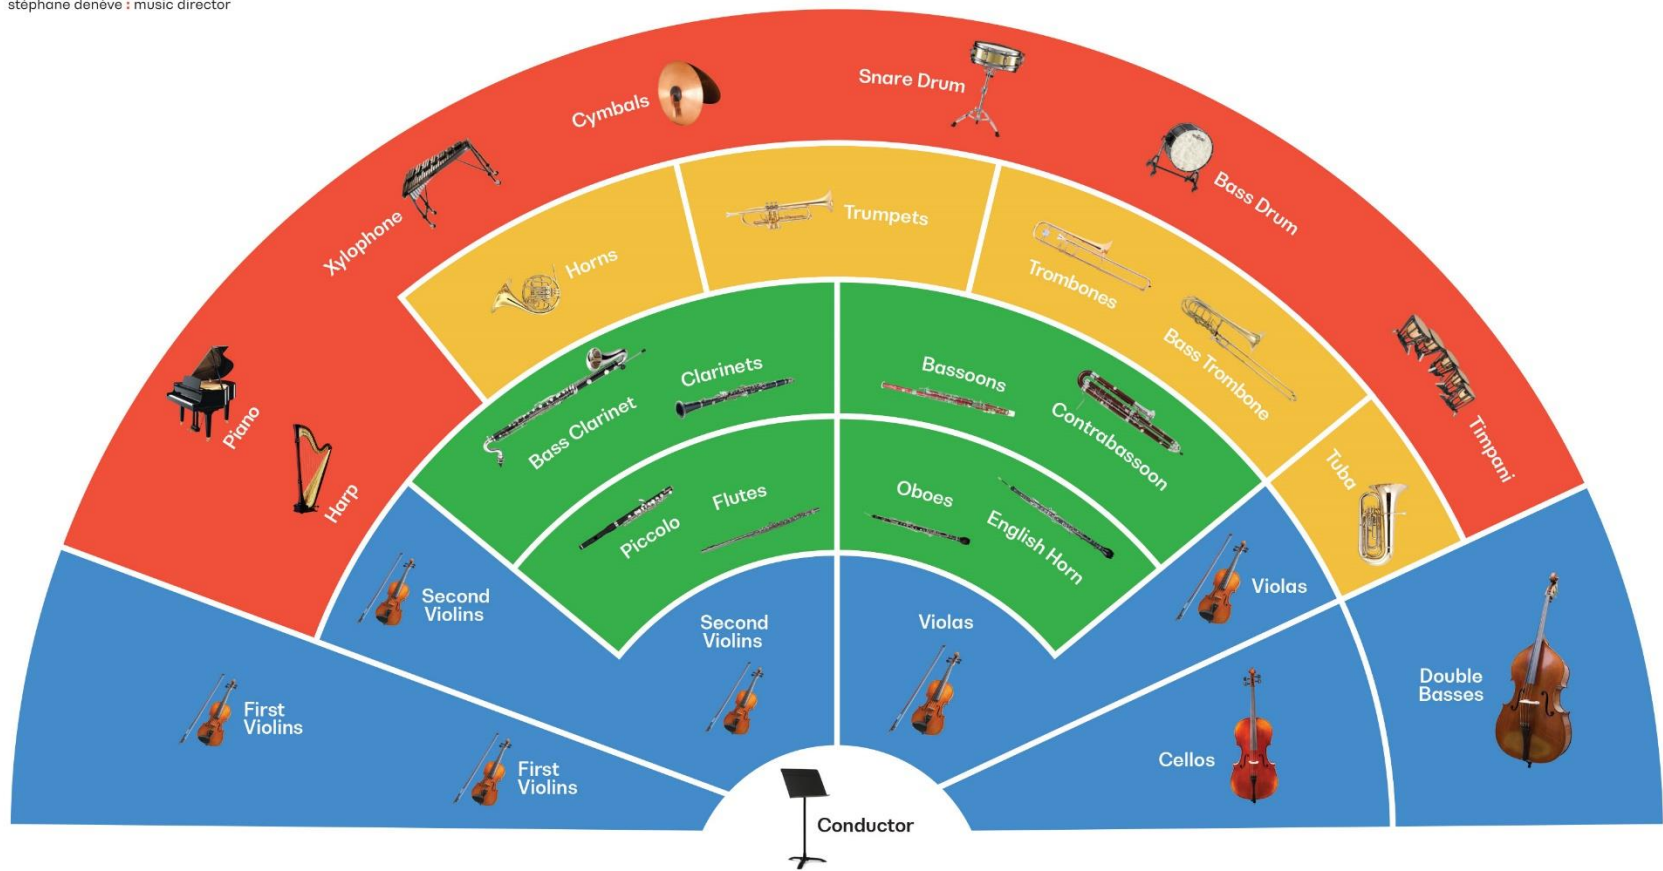 stéphane denève : music director
Snare Drum
Cymbals
Bass Drum
Xylophone
Trumpets
Horns
Trombones
Bass Trombone
Timpani
Piano
Harp
Clarinets
Bass Clarinet
Bassoons
Contrabassoon
Tuba
Flutes
Piccolo
Oboes
English Horn
Second
Violins
Second
Violins
Violas
Violas
First
Violins
First
Violins
Cellos
Double
Basses
Conductor